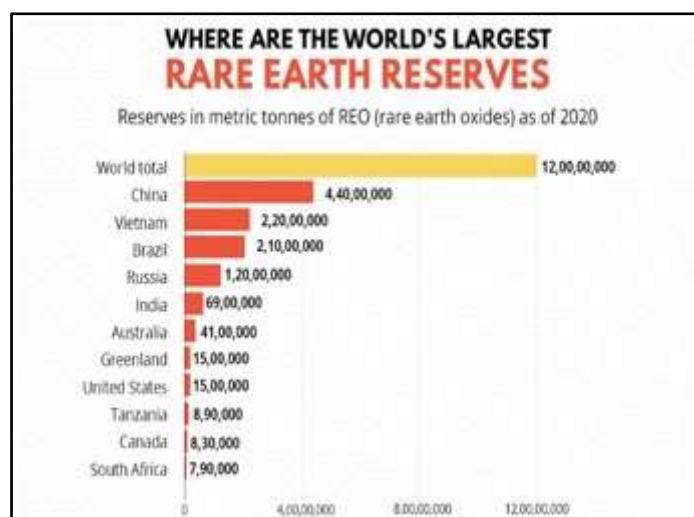 WHERE ARE THE WORLD'S LARGEST
RARE EARTH RESERVES
Reserves in metric tonnes of REO (rare earth oxides) as of 2020
World total 12,00,00,000
China 4,40,00,000
Vietnam 2,20,00,000
Brazil 2,10,00,000
Russia 1,20,00,000
India 69,00,000
Australia 41,00,000
Greenland 15,00,000
United States 15,00,000
Tanzania 8,90,000
Canada 8,30,000
South Africa 7,90,000
0 4,00,00,000 8,00,00,000 12,00,00,000